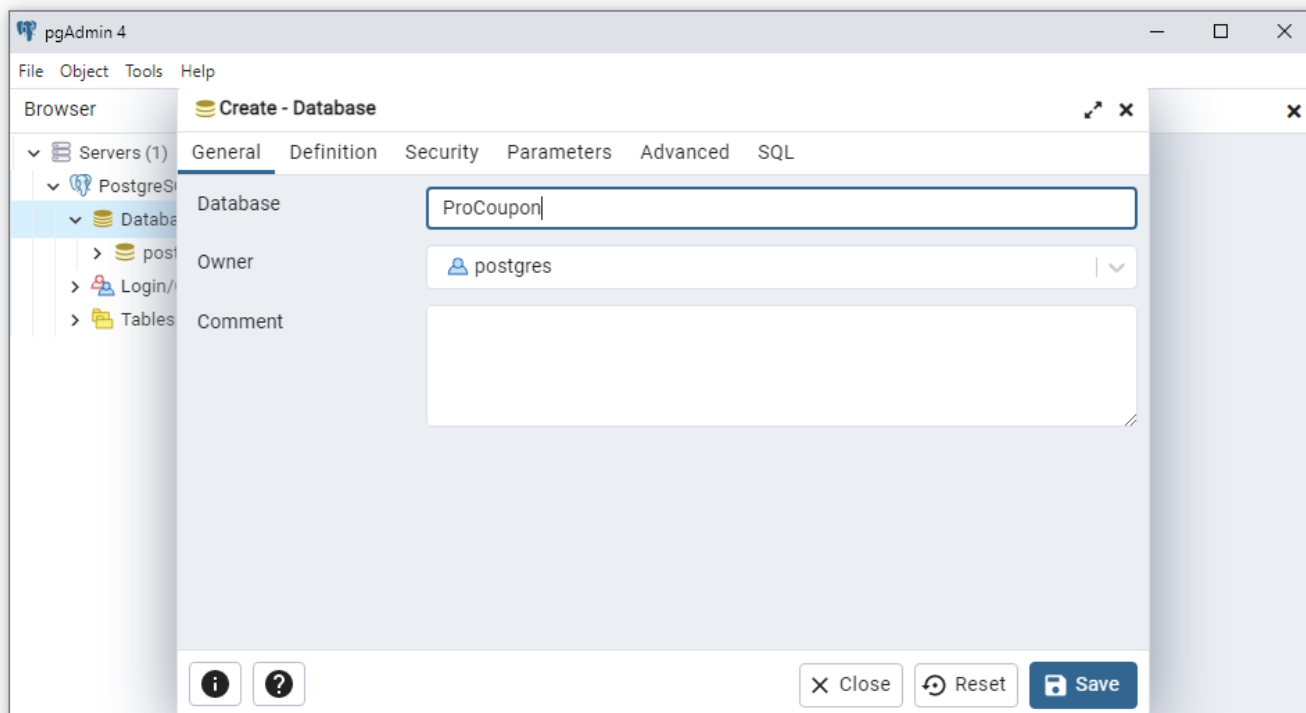 pgAdmin 4
File Object Tools Help
Browser
Create - Database
Servers (1)
General Definition Security Parameters Advanced SQL
Database
ProCoupon
Owner
postgres
Login/
Tables
Comment
Close
Reset
Save